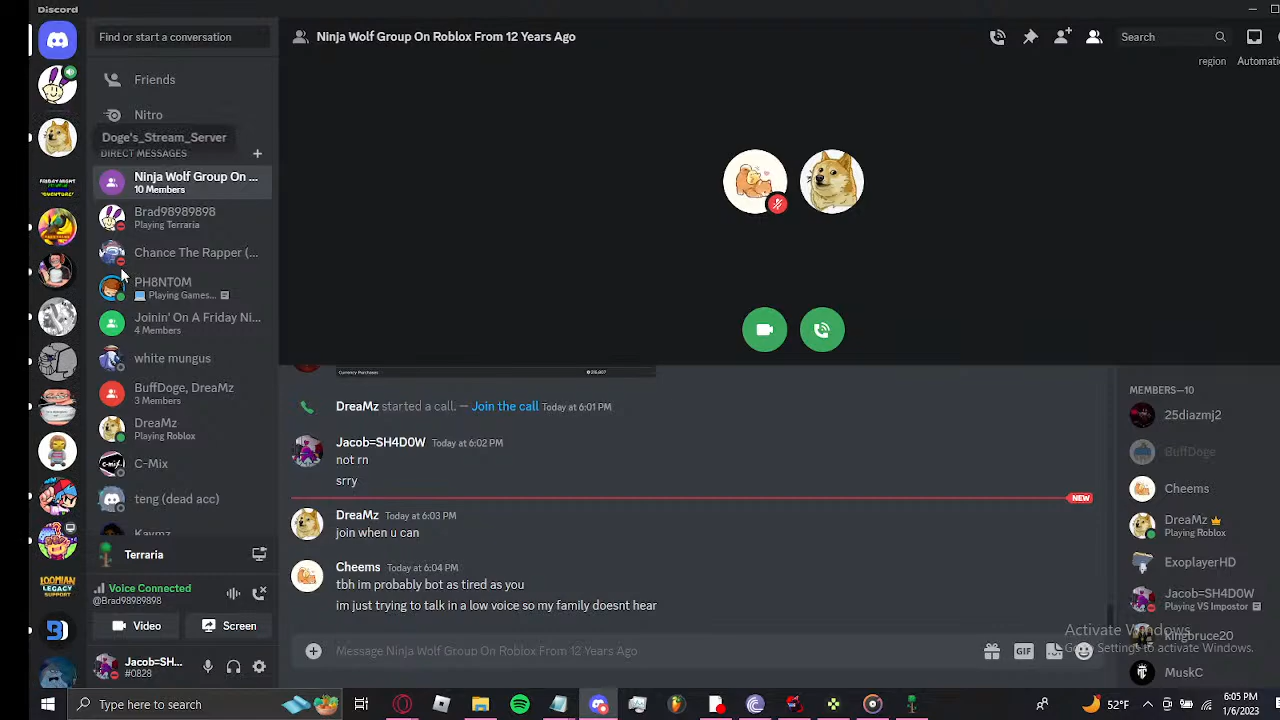 Discord
Find or start a conversation
Ninja Wolf Group On Roblox From 12 Years Ago
Search
region
Automati
Friends
Nitro
Doge's_Stream_Server
DIRECT MESSAGES
Ninja Wolf Group On ...
10 Members
Brad98989898
Playing Terraria
Chance The Rapper (...
PH8NT0M
Playing Games...
Joinin' On A Friday Ni...
4 Members
white mungus
BuffDoge, DreaMz
3 Members
DreaMz
Playing Roblox
C-Mix
teng (dead acc)
Kaymz
Terraria
Voice Connected
@Brad98989898
Video
Screen
Jacob=SH...
#0828
LOOMIAN
LEGACY
SUPPORT
Currency Purchases
DreaMz started a call. — Join the call Today at 6:01 PM
Jacob=SH4D0W Today at 6:02 PM
not rn
srry
NEW
DreaMz Today at 6:03 PM
join when u can
Cheems Today at 6:04 PM
tbh im probably bot as tired as you
im just trying to talk in a low voice so my family doesnt hear
Message Ninja Wolf Group On Roblox From 12 Years Ago
GIF
MEMBERS—10
25diazmj2
BuffDoge
Cheems
DreaMz
Playing Roblox
ExoplayerHD
Jacob=SH4D0W
Playing VS Impostor
kingbruce20
MuskC
Activate Windows
Go to Settings to activate Windows.
Type here to search
52°F
6:05 PM
1/6/2023